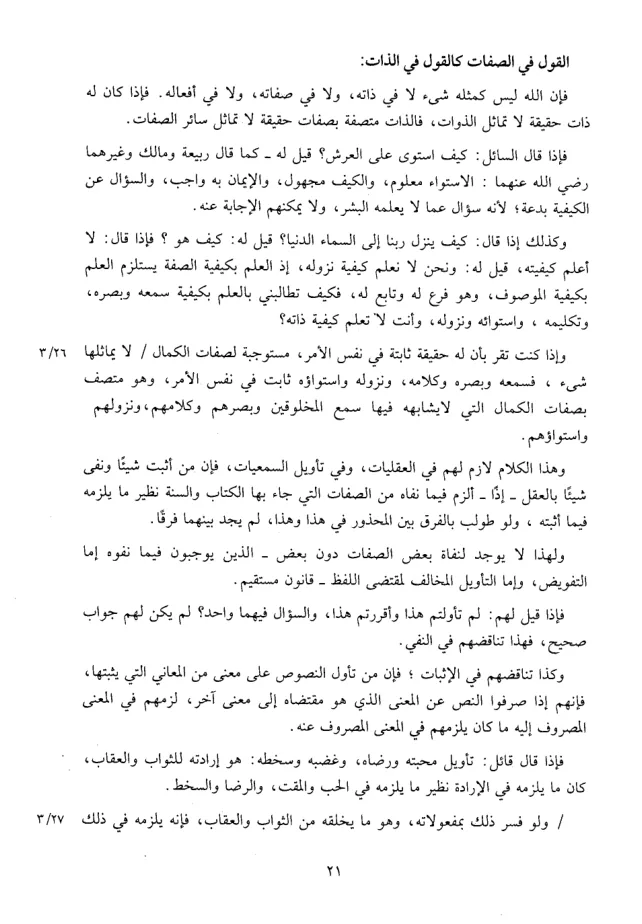 القول في الصفات كالقول في الذات:
فإن الله ليس كمثله شيء لا في ذاته، ولا في صفاته، ولا في أفعاله. فإذا كان له
ذات حقيقة لا تماثل الذوات، فالذات متصفة بصفات حقيقة لا تماثل سائر الصفات.
فإذا قال السائل: كيف استوى على العرش؟ قيل له ـ كما قال ربيعة ومالك وغيرهما
رضي الله عنهما : الاستواء معلوم، والكيف مجهول، والإيمان به واجب، والسؤال عن
الكيفية بدعة؛ لأنه سؤال عما لا يعلمه البشر، ولا يمكنهم الإجابة عنه.
وكذلك إذا قال: كيف ينزل ربنا إلى السماء الدنيا؟ قيل له: كيف هو ؟ فإذا قال: لا
أعلم كيفيته، قيل له: ونحن لا نعلم كيفية نزوله، إذ العلم بكيفية الصفة يستلزم العلم
بكيفية الموصوف، وهو فرع له وتابع له، فكيف تطالبني بالعلم بكيفية سمعه وبصره،
وتكليمه ، واستوائه ونزوله، وأنت لا تعلم كيفية ذاته؟
وإذا كنت تقر بأن له حقيقة ثابتة في نفس الأمر، مستوجبة لصفات الكمال / لا يماثلها ٣/٢٦
شيء ، فسمعه وبصره وكلامه، ونزوله واستواؤه ثابت في نفس الأمر، وهو متصف
بصفات الكمال التي لايشابهه فيها سمع المخلوقين وبصرهم وكلامهم،ونزولهم
واستواؤهم.
وهذا الكلام لازم لهم في العقليات، وفي تأويل السمعيات، فإن من أثبت شيئًا ونفى
شيئًا بالعقل ـ إذًا ـ ألزم فيما نفاه من الصفات التي جاء بها الكتاب والسنة نظير ما يلزمه
فيما أثبته ، ولو طولب بالفرق بين المحذور في هذا وهذا، لم يجد بينهما فرقًا.
ولهذا لا يوجد لنفاة بعض الصفات دون بعض ـ الذين يوجبون فيما نفوه إما
التفويض، وإما التأويل المخالف لمقتضى اللفظ ـ قانون مستقيم.
فإذا قيل لهم: لم تأولتم هذا وأقررتم هذا، والسؤال فيهما واحد؟ لم يكن لهم جواب
صحيح، فهذا تناقضهم في النفي.
وكذا تناقضهم في الإثبات ؛ فإن من تأول النصوص على معنى من المعاني التي يثبتها،
فإنهم إذا صرفوا النص عن المعنى الذي هو مقتضاه إلى معنى آخر، لزمهم في المعنى
المصروف إليه ما كان يلزمهم في المعنى المصروف عنه.
فإذا قال قائل: تأويل محبته ورضاه، وغضبه وسخطه: هو إرادته للثواب والعقاب،
كان ما يلزمه في الإرادة نظير ما يلزمه في الحب والمقت، والرضا والسخط.
/ ولو فسر ذلك بمفعولاته، وهو ما يخلقه من الثواب والعقاب، فإنه يلزمه في ذلك ٣/٢٧
٢١